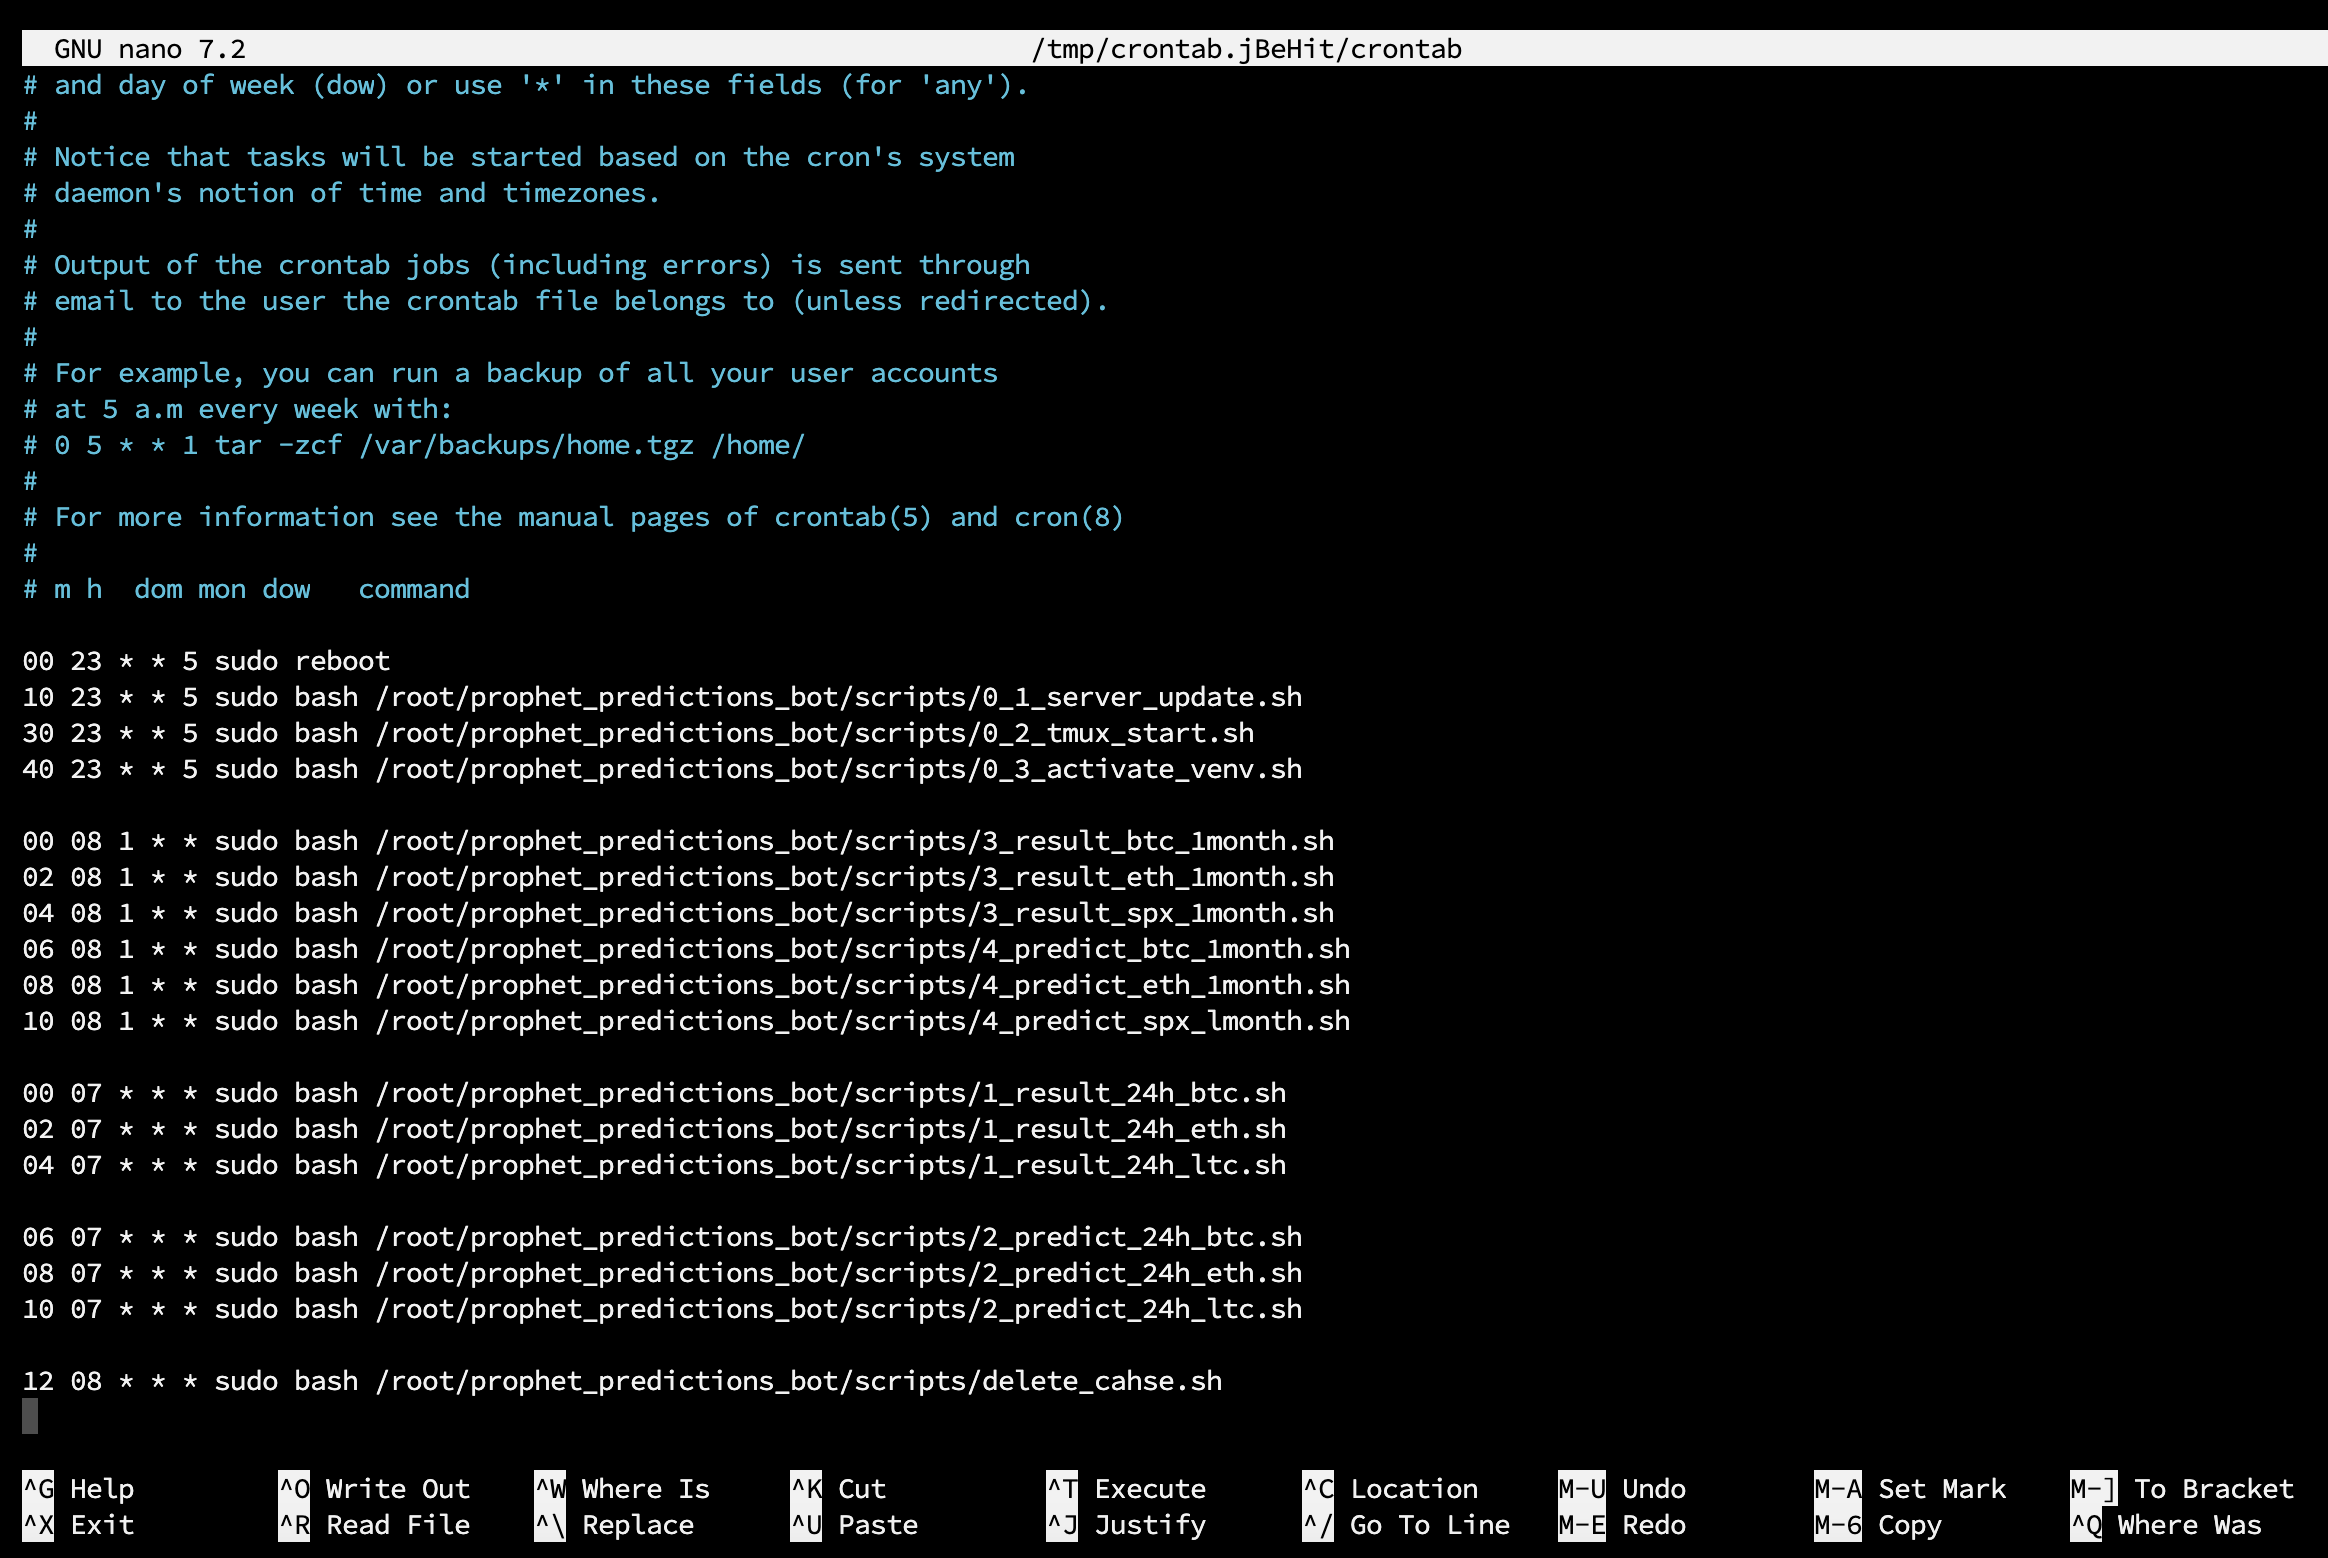 GNU nano 7.2 /tmp/crontab.jBeHit/crontab
# and day of week (dow) or use '*' in these fields (for 'any').
#
# Notice that tasks will be started based on the cron's system
# daemon's notion of time and timezones.
#
# Output of the crontab jobs (including errors) is sent through
# email to the user the crontab file belongs to (unless redirected).
#
# For example, you can run a backup of all your user accounts
# at 5 a.m every week with:
# 0 5 * * 1 tar -zcf /var/backups/home.tgz /home/
#
# For more information see the manual pages of crontab(5) and cron(8)
#
# m h  dom mon dow   command
00 23 * * 5 sudo reboot
10 23 * * 5 sudo bash /root/prophet_predictions_bot/scripts/0_1_server_update.sh
30 23 * * 5 sudo bash /root/prophet_predictions_bot/scripts/0_2_tmux_start.sh
40 23 * * 5 sudo bash /root/prophet_predictions_bot/scripts/0_3_activate_venv.sh
00 08 1 * * sudo bash /root/prophet_predictions_bot/scripts/3_result_btc_1month.sh
02 08 1 * * sudo bash /root/prophet_predictions_bot/scripts/3_result_eth_1month.sh
04 08 1 * * sudo bash /root/prophet_predictions_bot/scripts/3_result_spx_1month.sh
06 08 1 * * sudo bash /root/prophet_predictions_bot/scripts/4_predict_btc_1month.sh
08 08 1 * * sudo bash /root/prophet_predictions_bot/scripts/4_predict_eth_1month.sh
10 08 1 * * sudo bash /root/prophet_predictions_bot/scripts/4_predict_spx_lmonth.sh
00 07 * * * sudo bash /root/prophet_predictions_bot/scripts/1_result_24h_btc.sh
02 07 * * * sudo bash /root/prophet_predictions_bot/scripts/1_result_24h_eth.sh
04 07 * * * sudo bash /root/prophet_predictions_bot/scripts/1_result_24h_ltc.sh
06 07 * * * sudo bash /root/prophet_predictions_bot/scripts/2_predict_24h_btc.sh
08 07 * * * sudo bash /root/prophet_predictions_bot/scripts/2_predict_24h_eth.sh
10 07 * * * sudo bash /root/prophet_predictions_bot/scripts/2_predict_24h_ltc.sh
12 08 * * * sudo bash /root/prophet_predictions_bot/scripts/delete_cahse.sh
^G Help ^O Write Out ^W Where Is ^K Cut ^T Execute ^C Location M-U Undo M-A Set Mark M-] To Bracket
^X Exit ^R Read File ^\ Replace ^U Paste ^J Justify ^/ Go To Line M-E Redo M-6 Copy ^Q Where Was